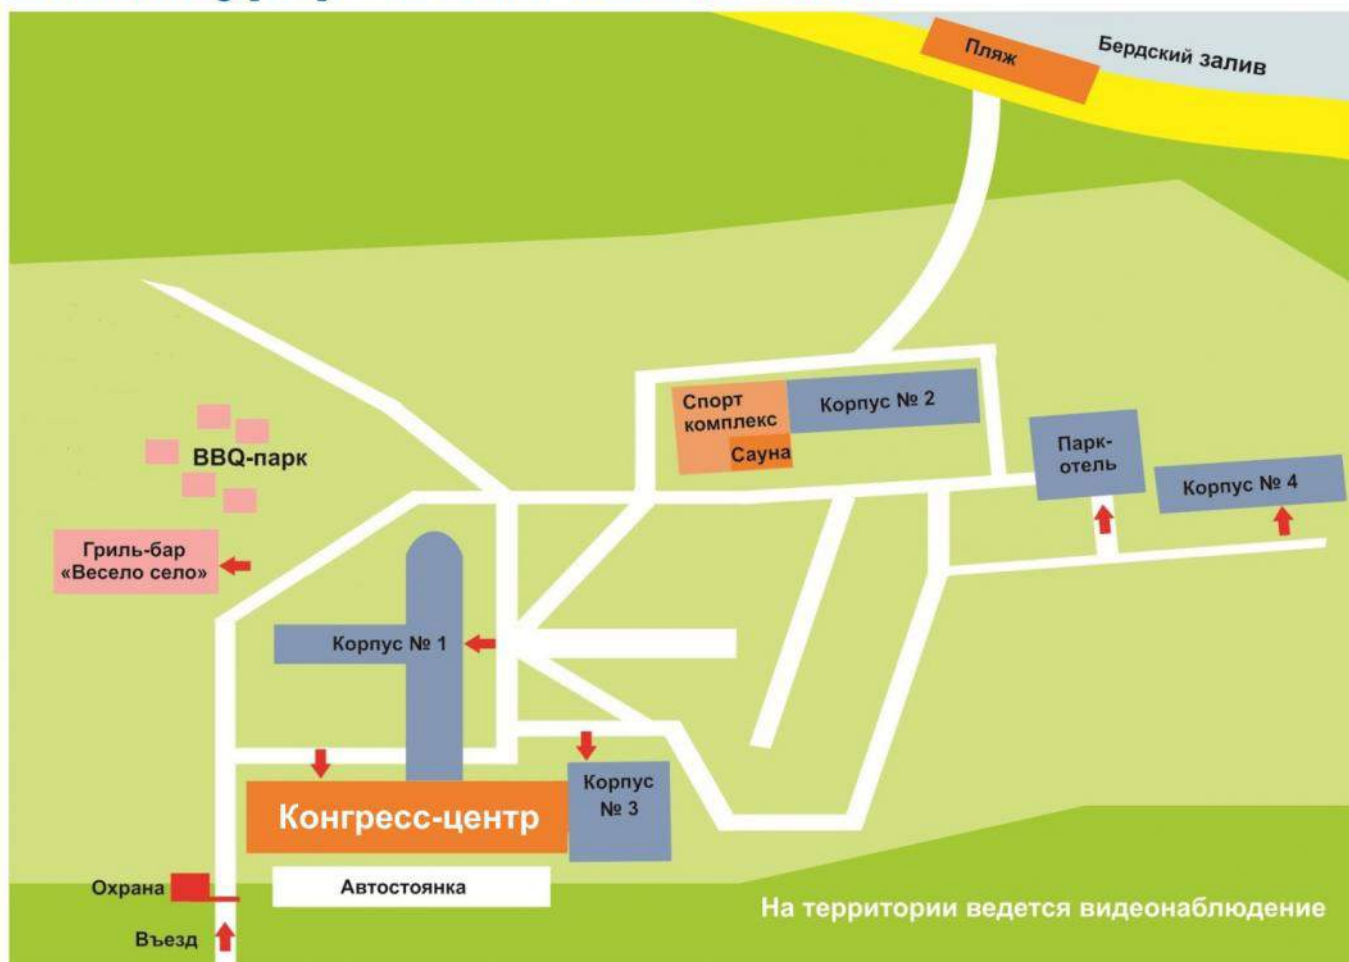 Пляж
Бердский залив
Спорт
комплекс
Сауна
Корпус № 2
Парк-
отель
Корпус № 4
BBQ-парк
Гриль-бар
«Весело село»
Корпус № 1
Корпус
№ 3
Конгресс-центр
Автостоянка
Охрана
Въезд
На территории ведется видеонаблюдение